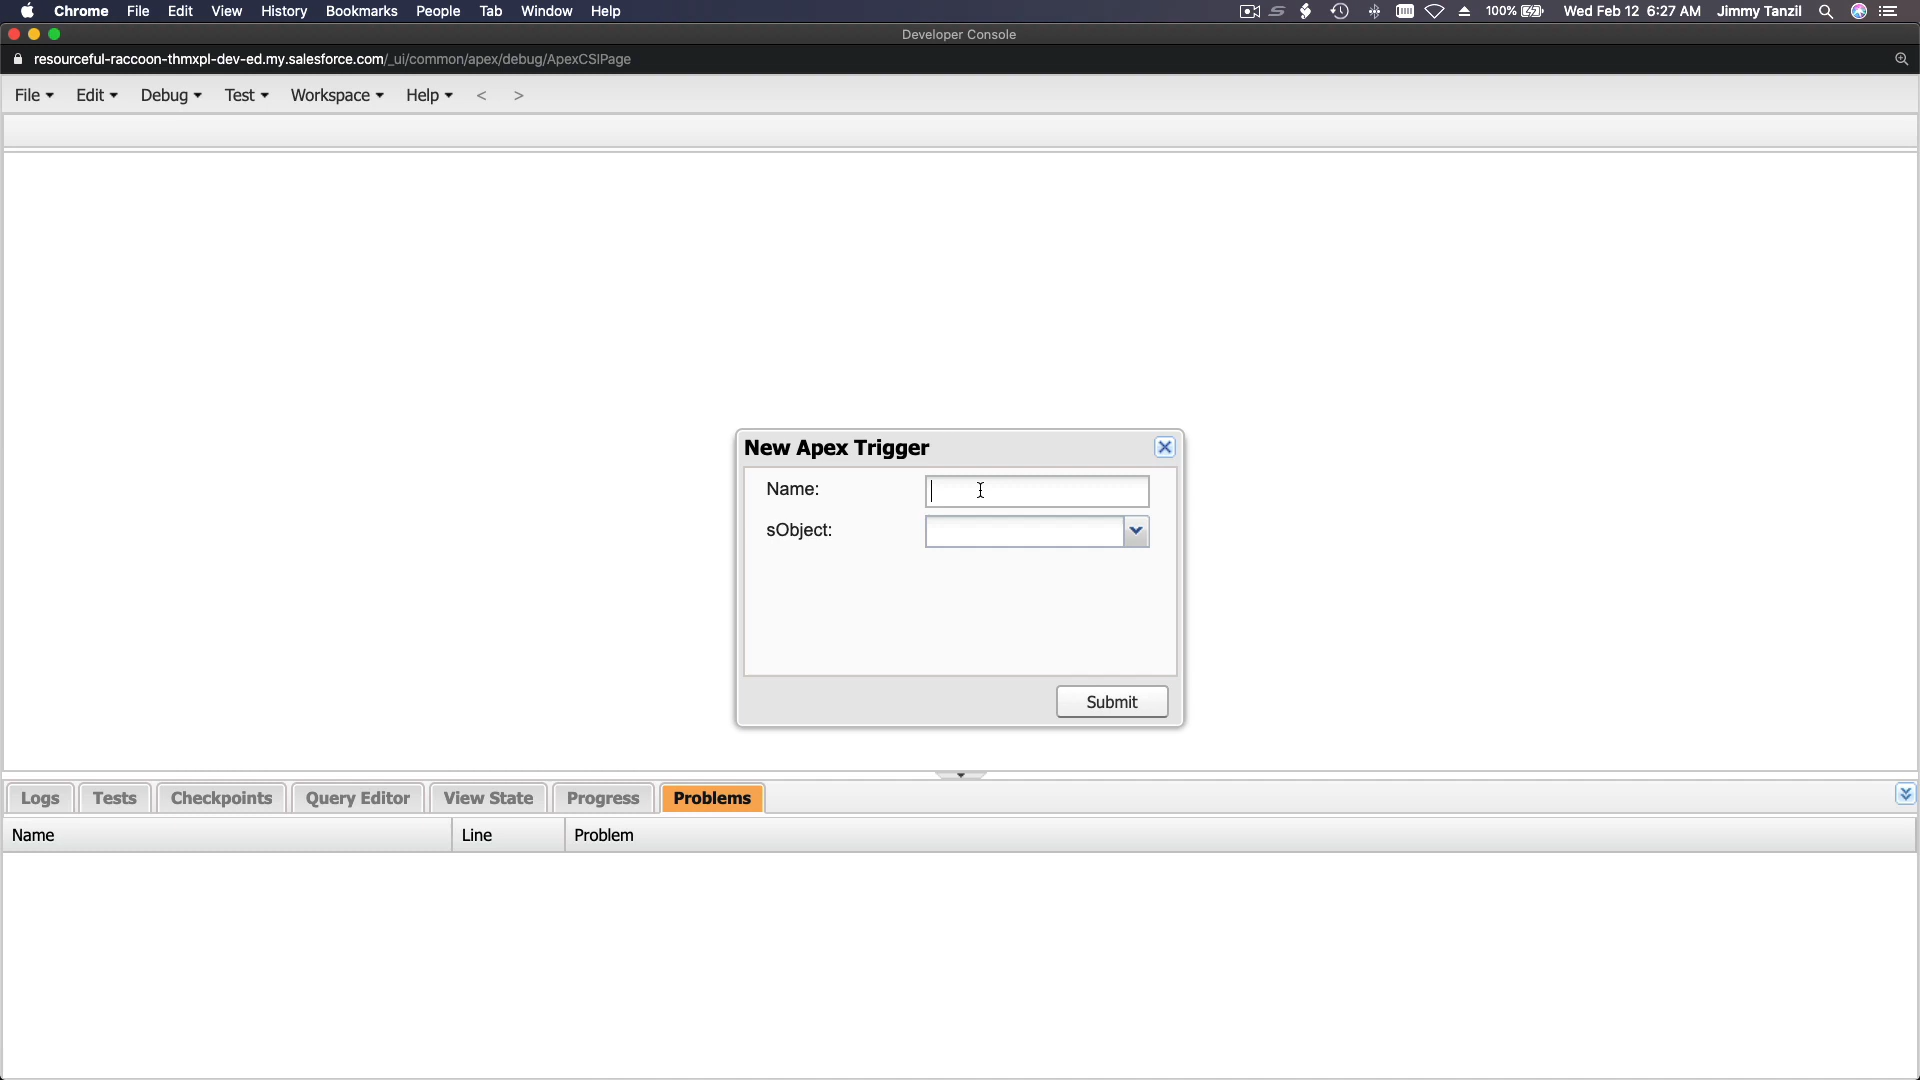 Chrome File Edit View History Bookmarks People Tab Window Help 100% Wed Feb 12 6:27 AM Jimmy Tanzil
Developer Console
resourceful-raccoon-thmxpl-dev-ed.my.salesforce.com/_ui/common/apex/debug/ApexCSIPage
File Edit Debug Test Workspace Help < >
New Apex Trigger
Name:
sObject:
Submit
Logs Tests Checkpoints Query Editor View State Progress Problems
Name Line Problem